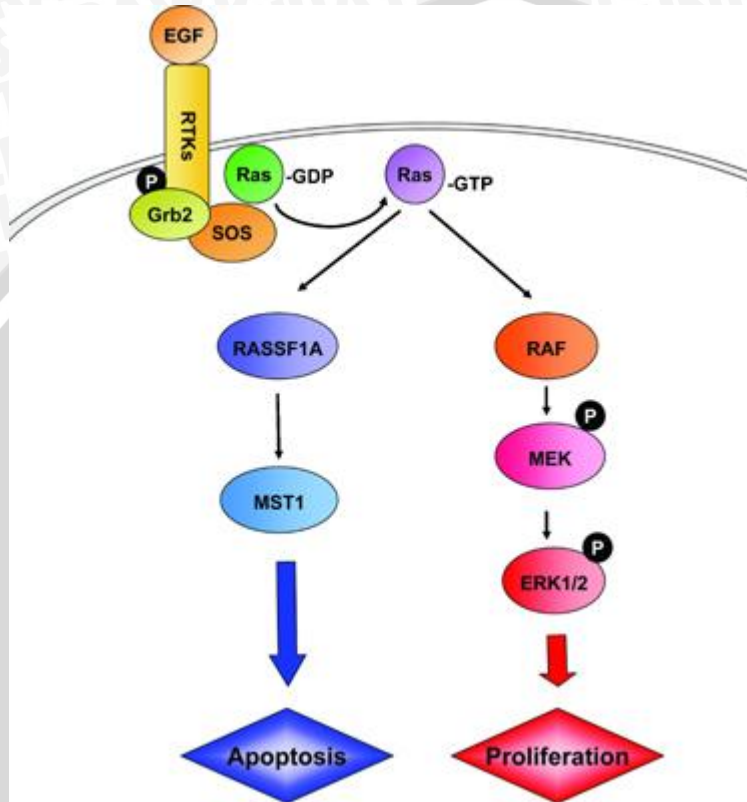 EGF
RTKs
P
Grb2
SOS
Ras -GDP
Ras -GTP
RASSF1A
RAF
P
MEK
MST1
P
ERK1/2
Apoptosis
Proliferation